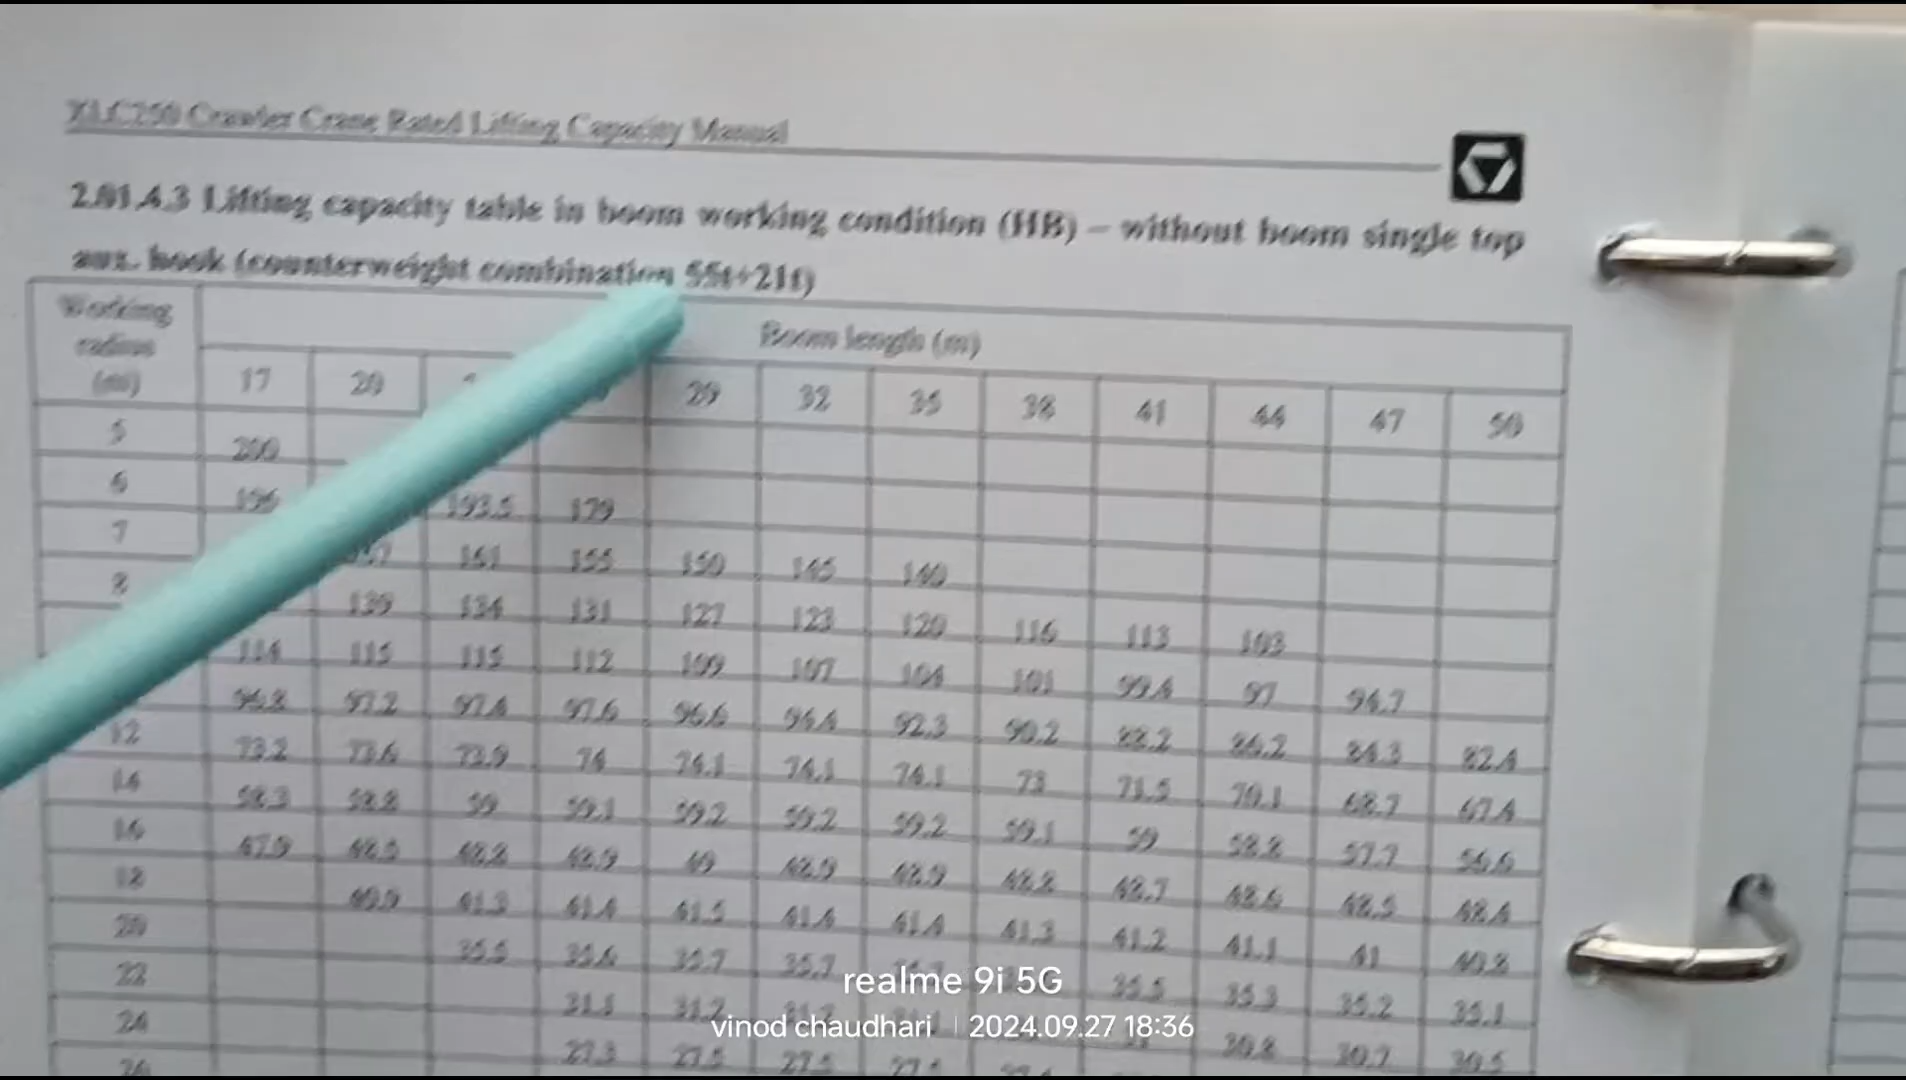 XLC250 Crawler Crane Rated Lifting Capacity Manual
2.01.4.3 Lifting capacity table in boom working condition (HB) – without boom single top
aux. hook (counterweight combination 55t+21t)
Working
radius
(m)
Boom length (m)
17 20 29 32 35 38 41 44 47 50
5 200
6 196 193.5 179
7 161 155 150 145 140
8 139 134 131 127 123 120 116 113 103
114 115 115 112 109 107 104 101 99.4 97 94.7
96.8 97.2 97.4 97.6 96.6 94.4 92.3 90.2 88.2 86.2 84.3 82.4
12 73.2 73.6 73.9 74 74.1 74.1 74.1 73 71.5 70.1 68.7 67.4
14 58.3 58.8 59 59.1 59.2 59.2 59.2 59.1 59 58.8 57.7 56.6
16 47.9 48.5 48.8 48.9 49 48.9 48.9 48.8 48.7 48.6 48.5 48.4
18 40.9 41.3 41.4 41.5 41.4 41.4 41.3 41.2 41.1 41 40.8
20 35.5 35.6 35.7 35.7 35.5 35.3 35.2 35.1
22 31.1 31.2 30.8 30.7 30.5
24 27.3 27.5 27.5
26
realme 9i 5G
vinod chaudhari | 2024.09.27 18:36